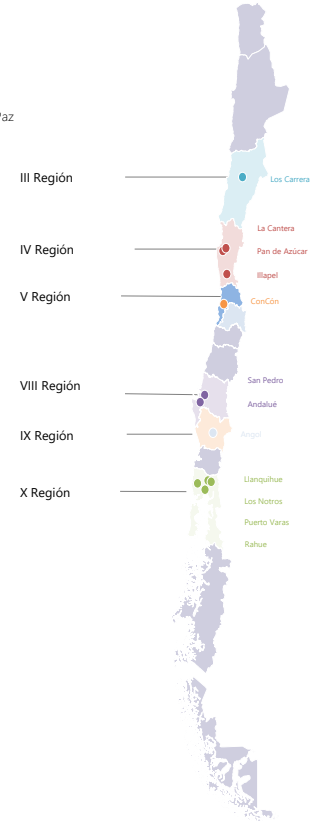 Paz
III Región
Los Carrera
La Cantera
IV Región
Pan de Azúcar
Illapel
V Región
ConCón
VIII Región
San Pedro
Andalué
IX Región
Angol
X Región
Llanquihue
Los Notros
Puerto Varas
Rahue